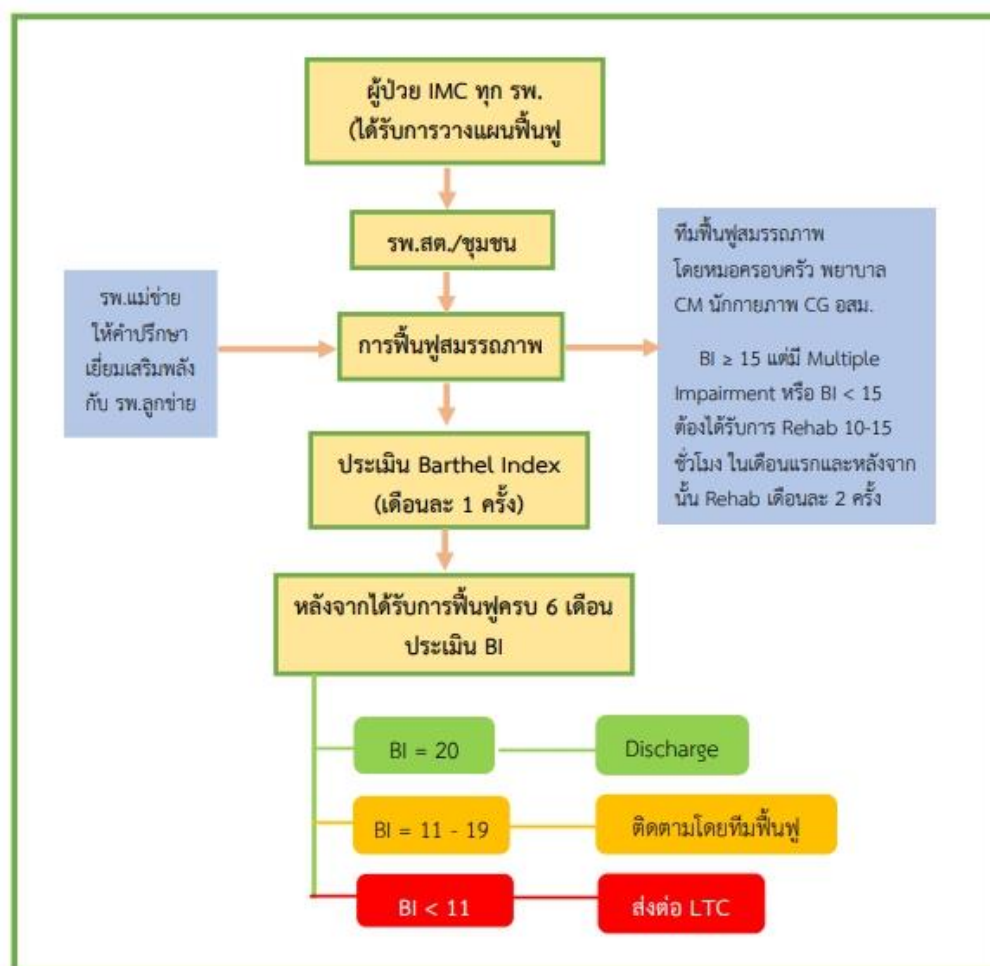 ผู้ป่วย IMC ทุก รพ.
(ได้รับการวางแผนฟื้นฟู
รพ.สต./ชุมชน
รพ.แม่ข่าย
ให้คำปรึกษา
เยี่ยมเสริมพลัง
กับ รพ.ลูกข่าย
การฟื้นฟูสมรรถภาพ
ทีมฟื้นฟูสมรรถภาพ
โดยหมอครอบครัว พยาบาล
CM นักกายภาพ CG อสม.
BI ≥ 15 แต่มี Multiple
Impairment หรือ BI < 15
ต้องได้รับการ Rehab 10-15
ชั่วโมง ในเดือนแรกและหลังจาก
นั้น Rehab เดือนละ 2 ครั้ง
ประเมิน Barthel Index
(เดือนละ 1 ครั้ง)
หลังจากได้รับการฟื้นฟูครบ 6 เดือน
ประเมิน BI
BI = 20
Discharge
BI = 11 - 19
ติดตามโดยทีมฟื้นฟู
BI < 11
ส่งต่อ LTC